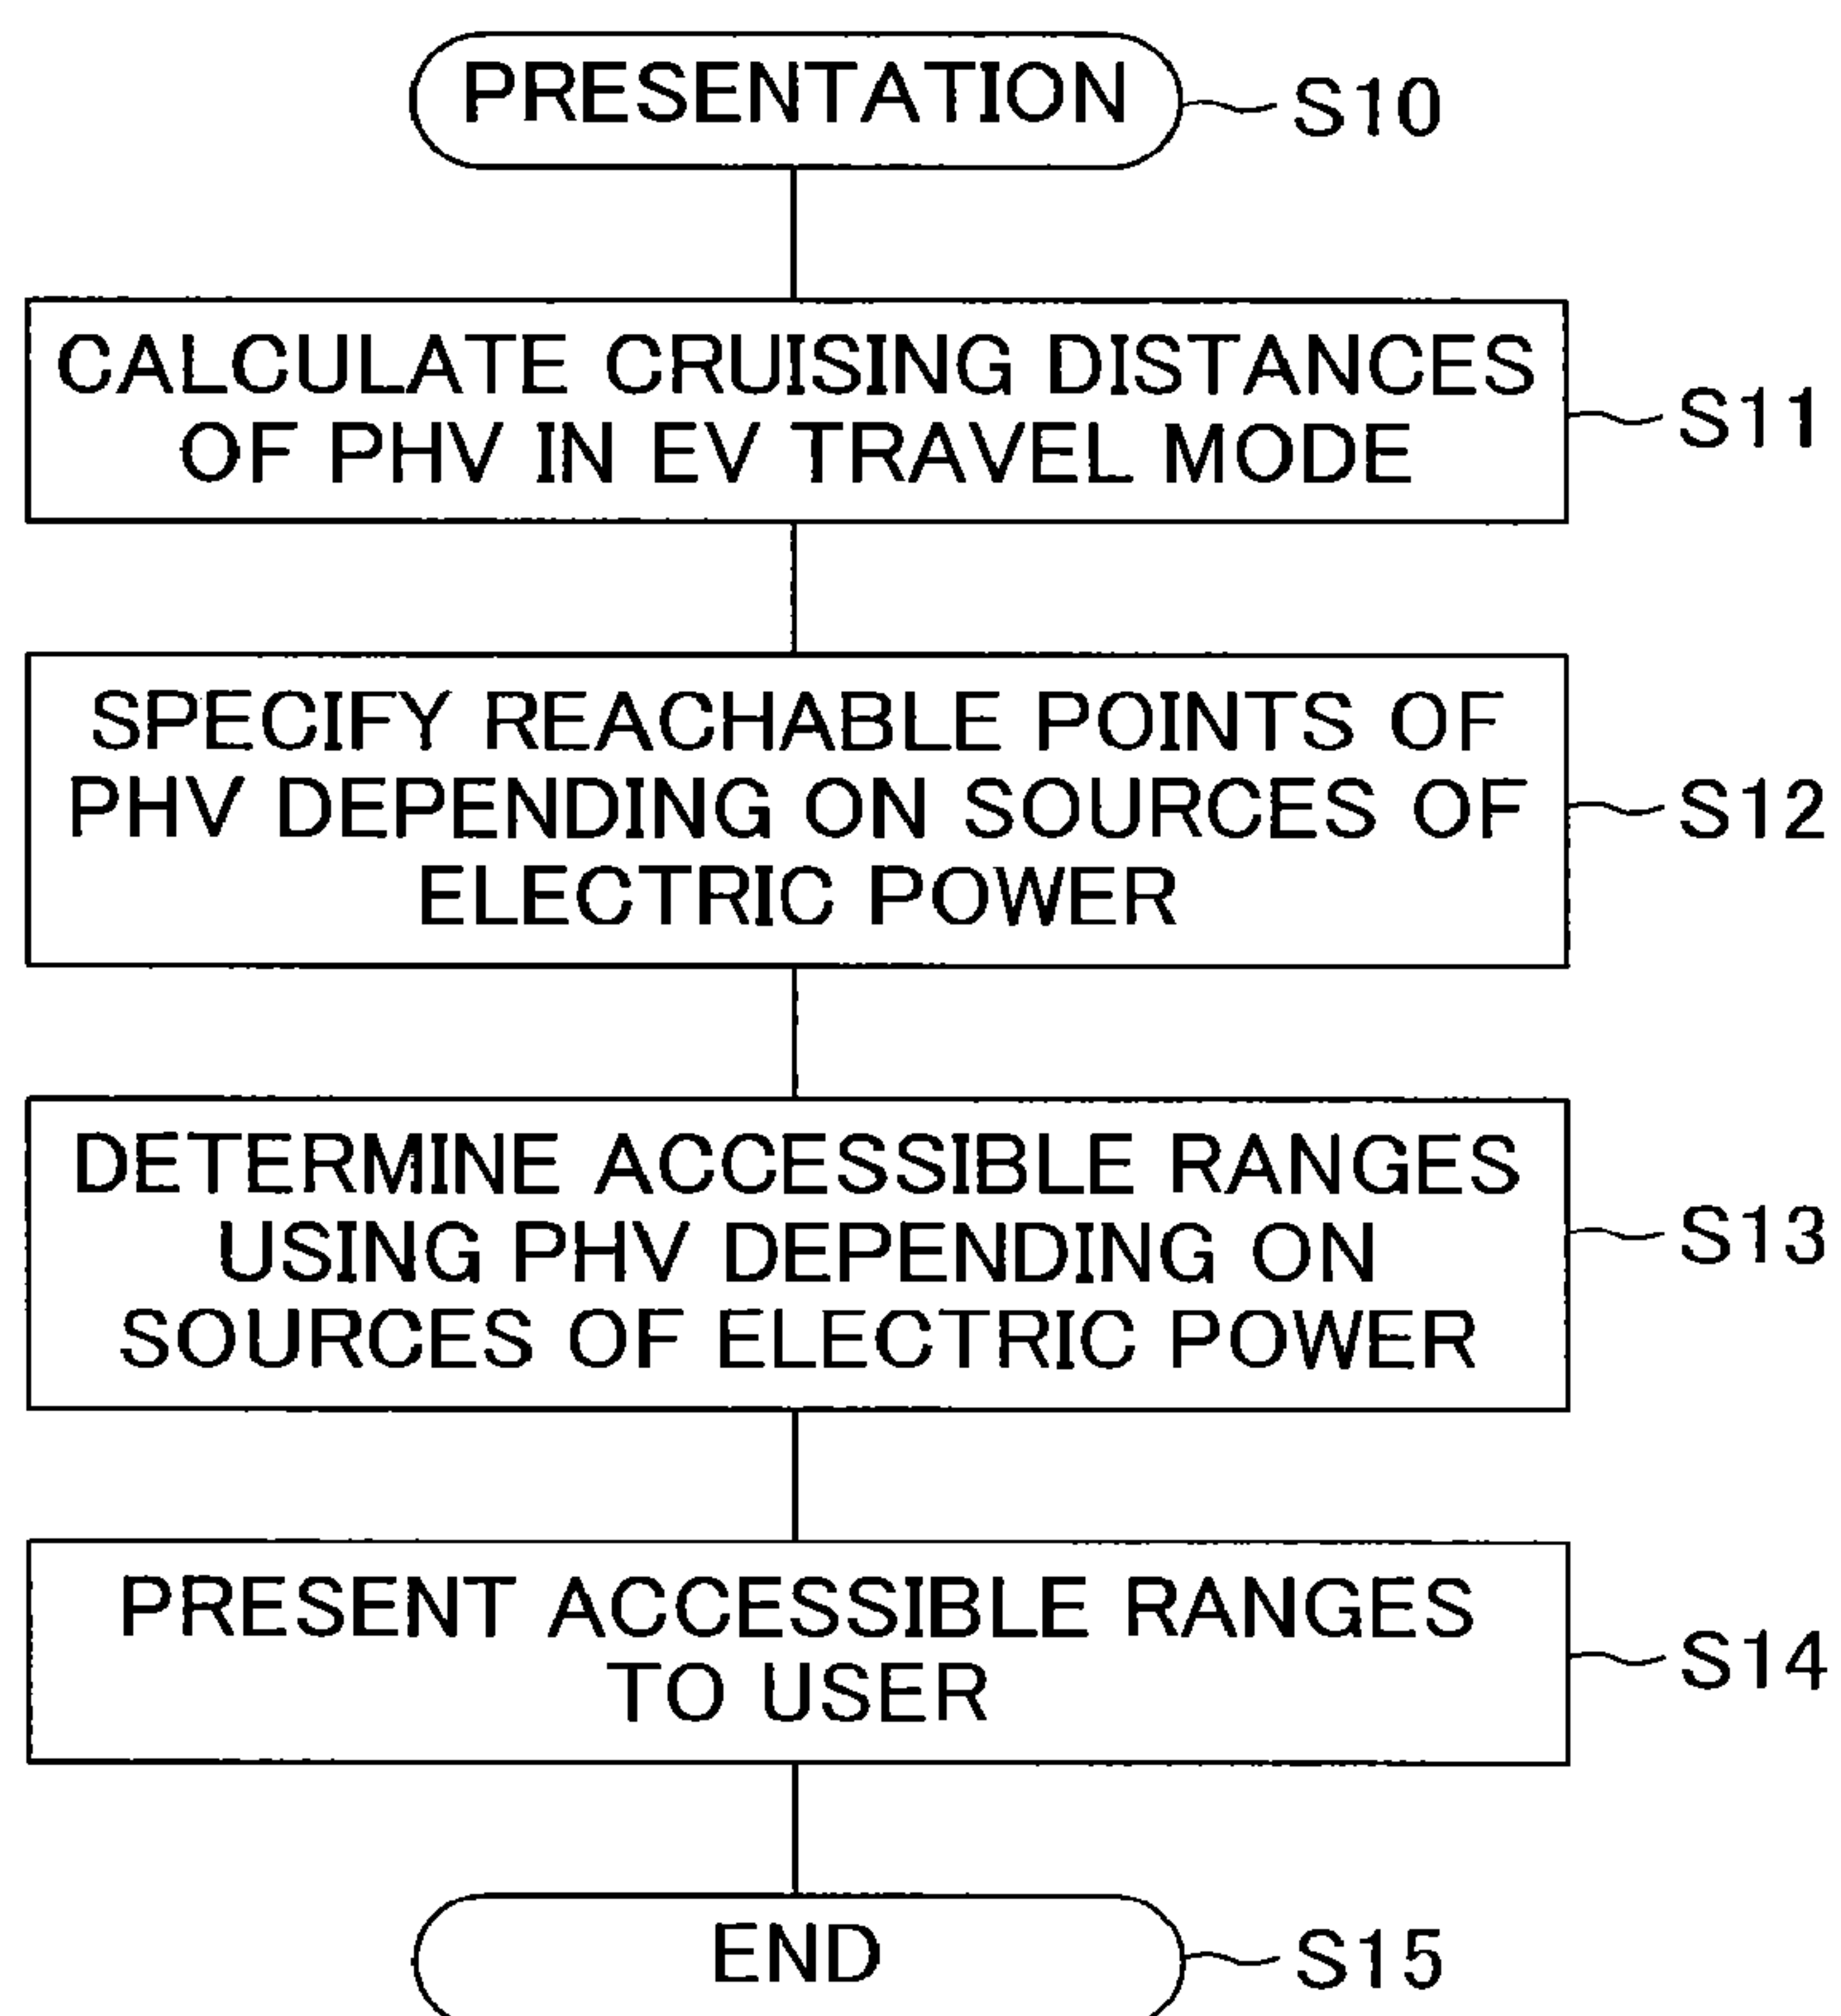 PRESENTATION
S10
CALCULATE CRUISING DISTANCES
OF PHV IN EV TRAVEL MODE
S11
SPECIFY REACHABLE POINTS OF
PHV DEPENDING ON SOURCES OF
ELECTRIC POWER
S12
DETERMINE ACCESSIBLE RANGES
USING PHV DEPENDING ON
SOURCES OF ELECTRIC POWER
S13
PRESENT ACCESSIBLE RANGES
TO USER
S14
END
S15